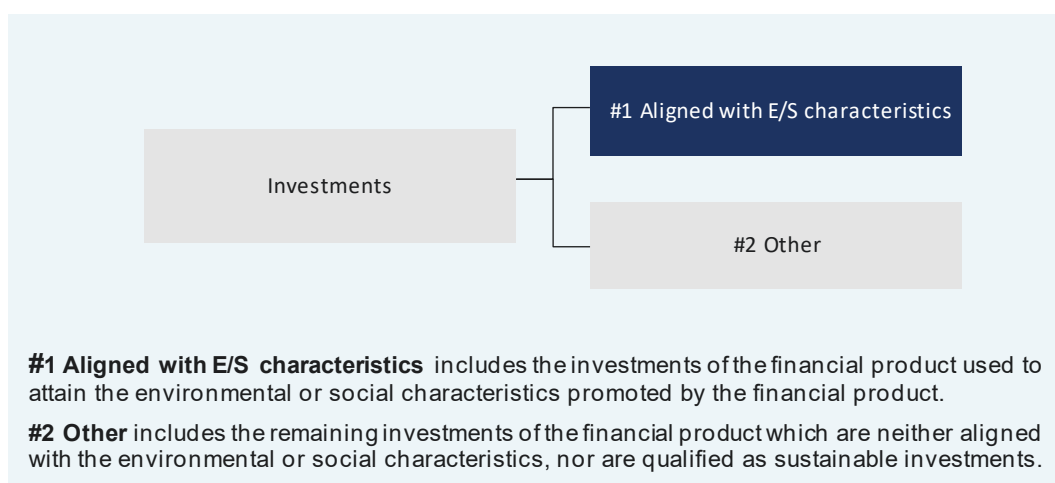 #1 Aligned with E/S characteristics
Investments
#2 Other
#1 Aligned with E/S characteristics includes the investments of the financial product used to
attain the environmental or social characteristics promoted by the financial product.
#2 Other includes the remaining investments of the financial product which are neither aligned
with the environmental or social characteristics, nor are qualified as sustainable investments.